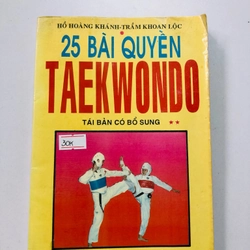 HỒ HOÀNG KHÁNH-TRẦM KHOAN LỘC
25 BÀI QUYỀN
TAEKWONDO
TÁI BẢN CÓ BỔ SUNG ★★
30K